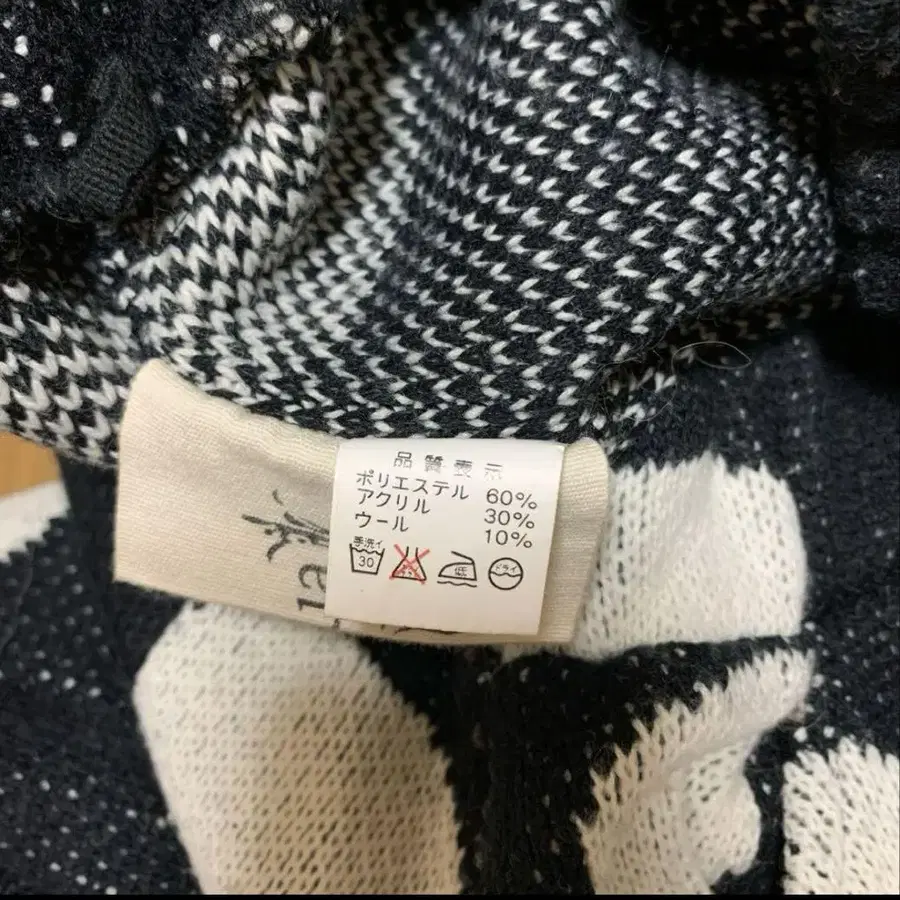 品質表示
ポリエステル 60%
アクリル 30%
ウール 10%
手洗イ
30
低
ドライ